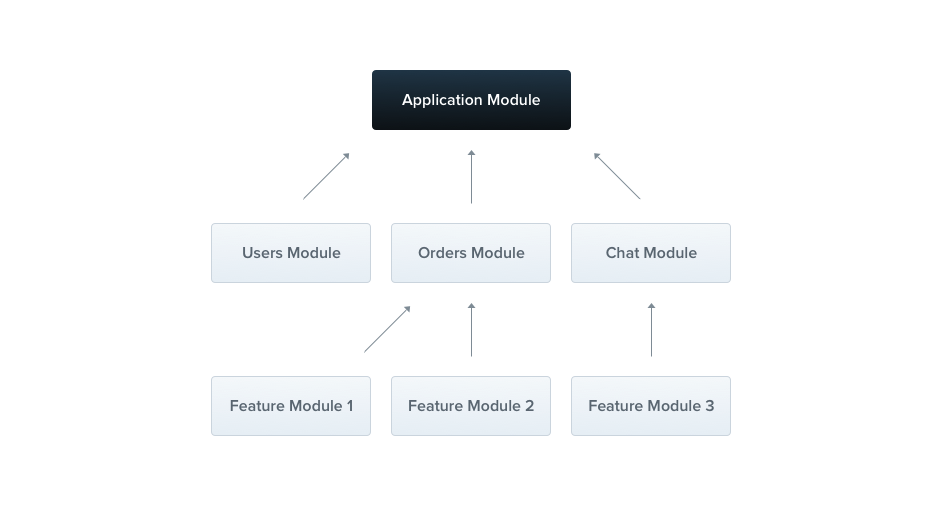 Application Module
Users Module
Orders Module
Chat Module
Feature Module 1
Feature Module 2
Feature Module 3